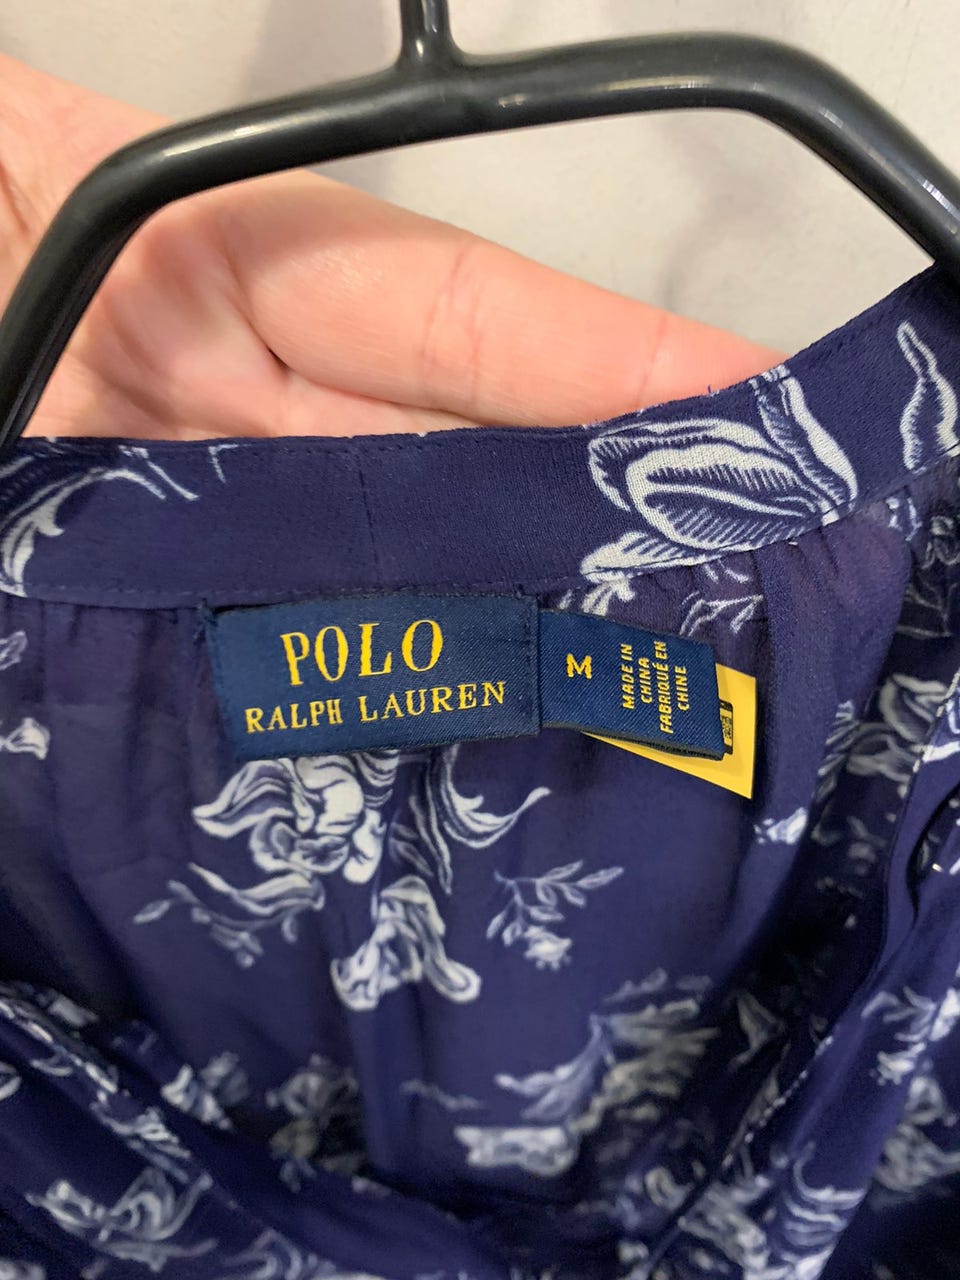 POLO
RALPH LAUREN
M
MADE IN
CHINA
FABRIQUÉ EN
CHINE